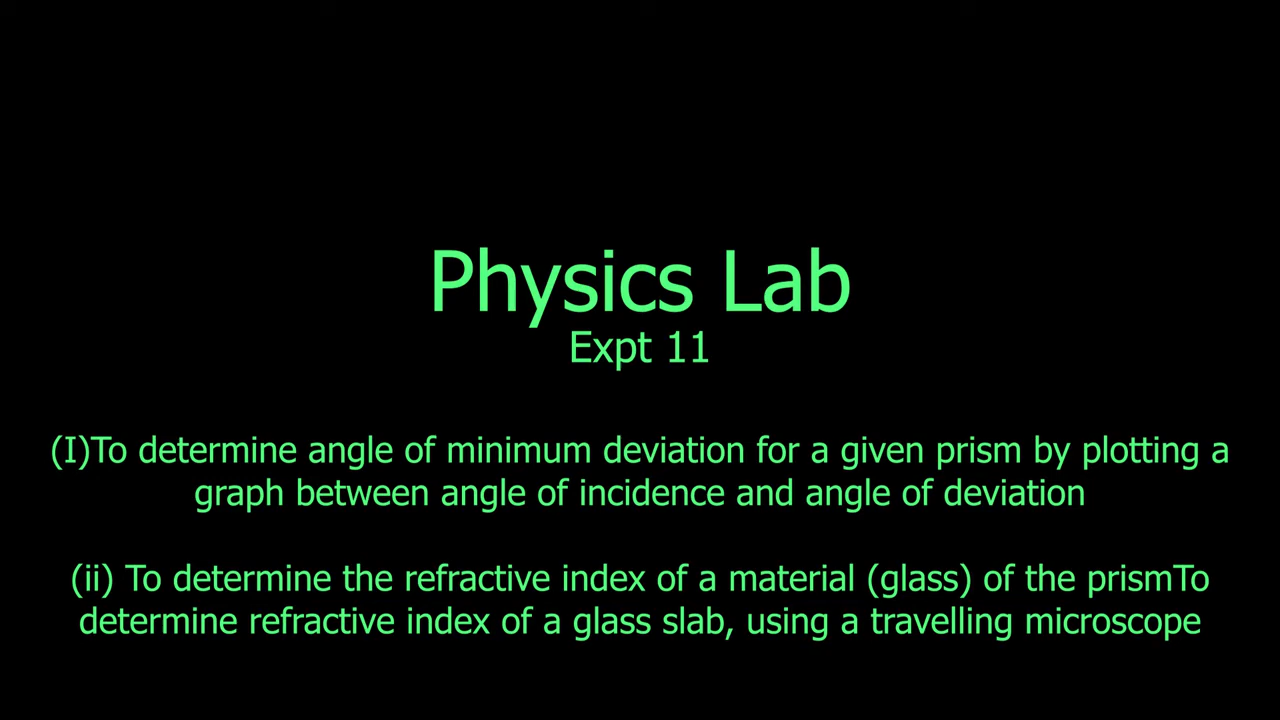 Physics Lab
Expt 11
(I)To determine angle of minimum deviation for a given prism by plotting a
graph between angle of incidence and angle of deviation
(ii) To determine the refractive index of a material (glass) of the prismTo
determine refractive index of a glass slab, using a travelling microscope